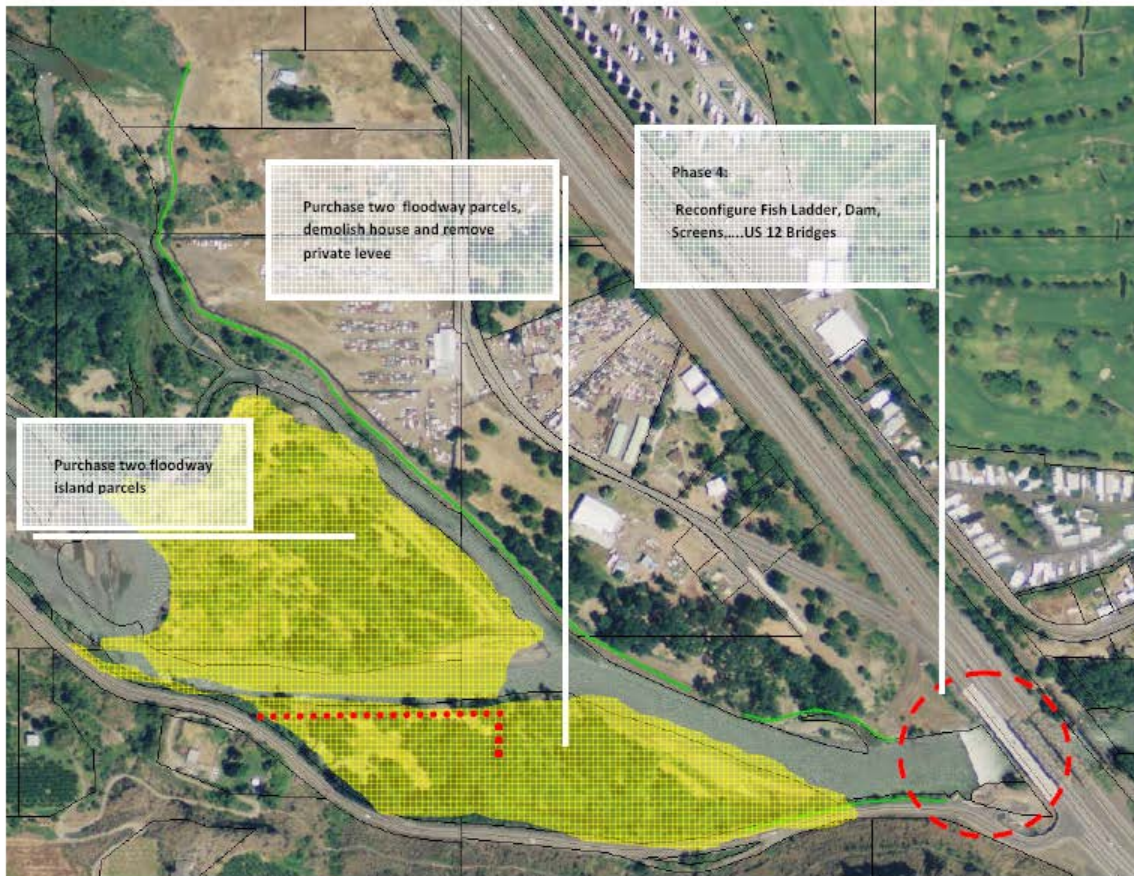 Purchase two floodway parcels,
demolish house and remove
private levee
Phase 4:
Reconfigure Fish Ladder, Dam,
Screens,....US 12 Bridges
Purchase two floodway
island parcels